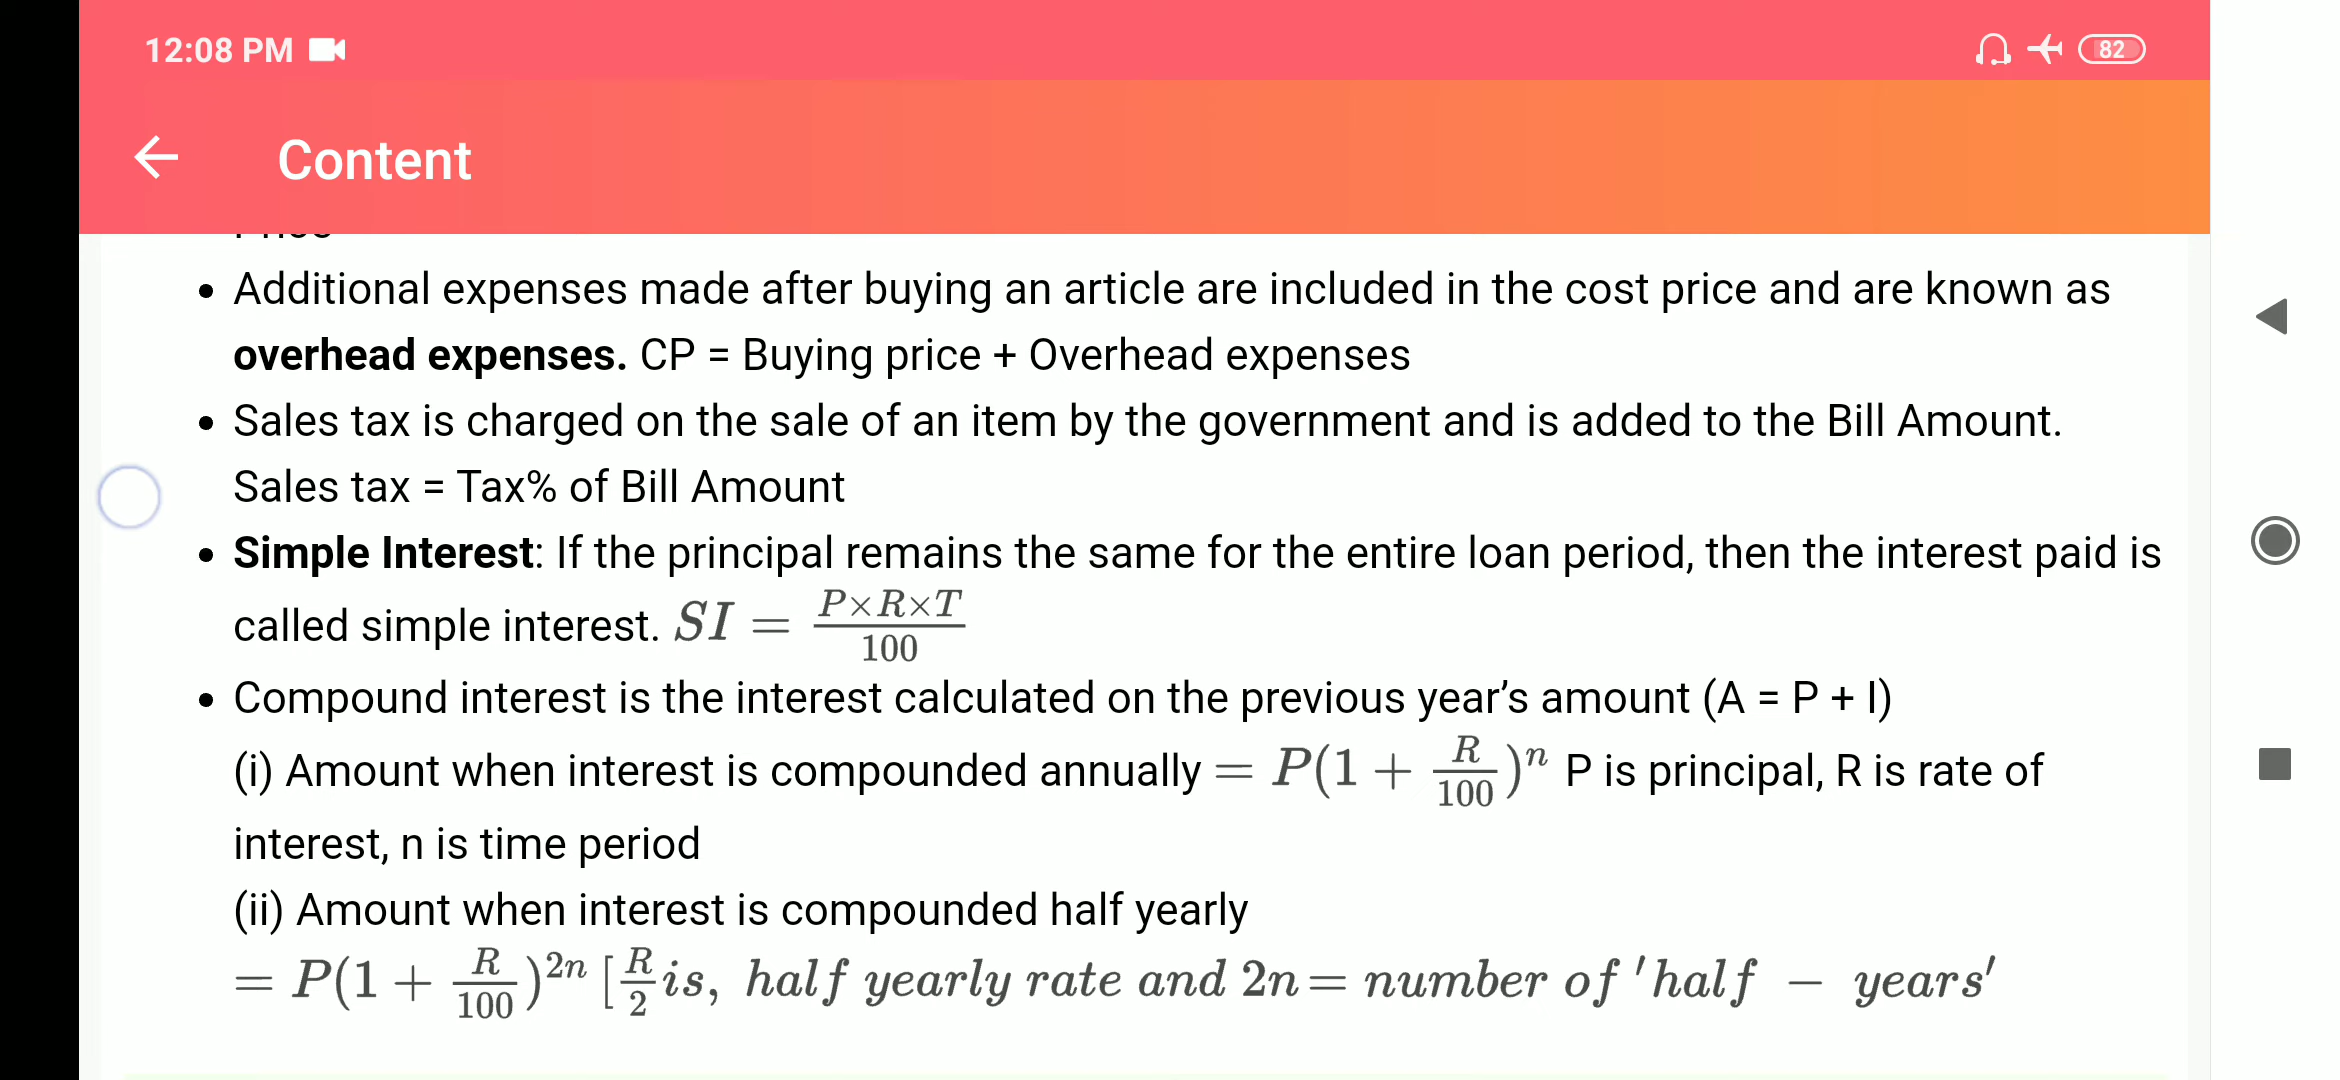 12:08 PM
82
Content
Additional expenses made after buying an article are included in the cost price and are known as
overhead expenses. CP = Buying price + Overhead expenses
Sales tax is charged on the sale of an item by the government and is added to the Bill Amount.
Sales tax = Tax% of Bill Amount
Simple Interest: If the principal remains the same for the entire loan period, then the interest paid is
called simple interest. SI = \frac{P×R×T}{100}
Compound interest is the interest calculated on the previous year’s amount (A = P + I)
(i) Amount when interest is compounded annually = P(1 + \frac{R}{100})^n P is principal, R is rate of
interest, n is time period
(ii) Amount when interest is compounded half yearly
= P(1 + \frac{R}{100})^{2n} [\frac{R}{2} is, half yearly rate and 2n = number of 'half − years'